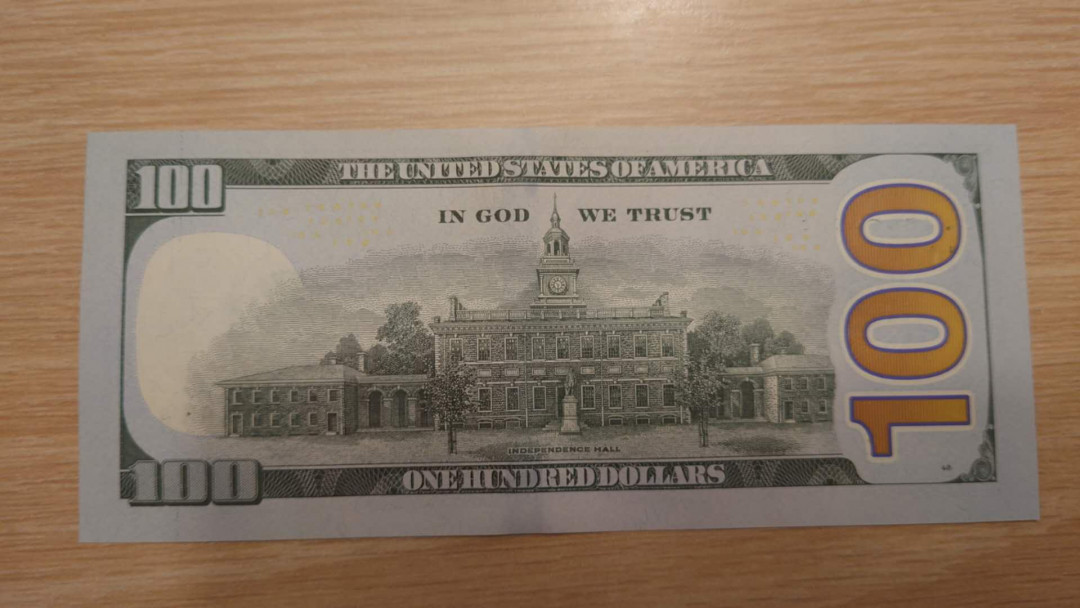 100
THE UNITED STATES OF AMERICA
IN GOD WE TRUST
100
INDEPENDENCE HALL
100
ONE HUNDRED DOLLARS